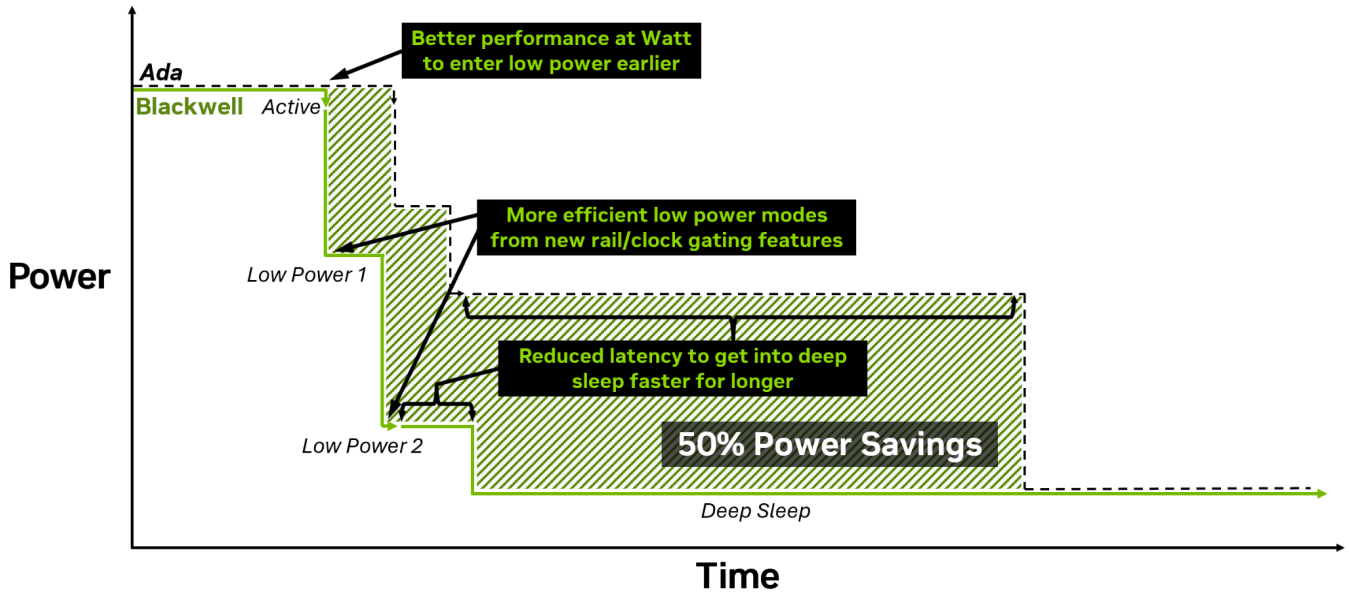 Better performance at Watt
to enter low power earlier
Ada
Blackwell
Active
More efficient low power modes
from new rail/clock gating features
Low Power 1
Power
Reduced latency to get into deep
sleep faster for longer
Low Power 2
50% Power Savings
Deep Sleep
Time